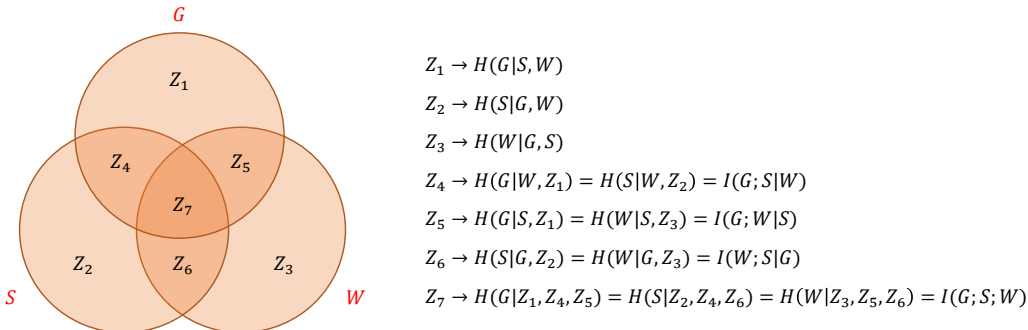 G
Z₁
Z₄
Z₅
Z₇
Z₂
Z₆
Z₃
S
W
Z₁ → H(G|S, W)
Z₂ → H(S|G, W)
Z₃ → H(W|G, S)
Z₄ → H(G|W, Z₁) = H(S|W, Z₂) = I(G; S|W)
Z₅ → H(G|S, Z₁) = H(W|S, Z₃) = I(G; W|S)
Z₆ → H(S|G, Z₂) = H(W|G, Z₃) = I(W; S|G)
Z₇ → H(G|Z₁, Z₄, Z₅) = H(S|Z₂, Z₄, Z₆) = H(W|Z₃, Z₅, Z₆) = I(G; S; W)